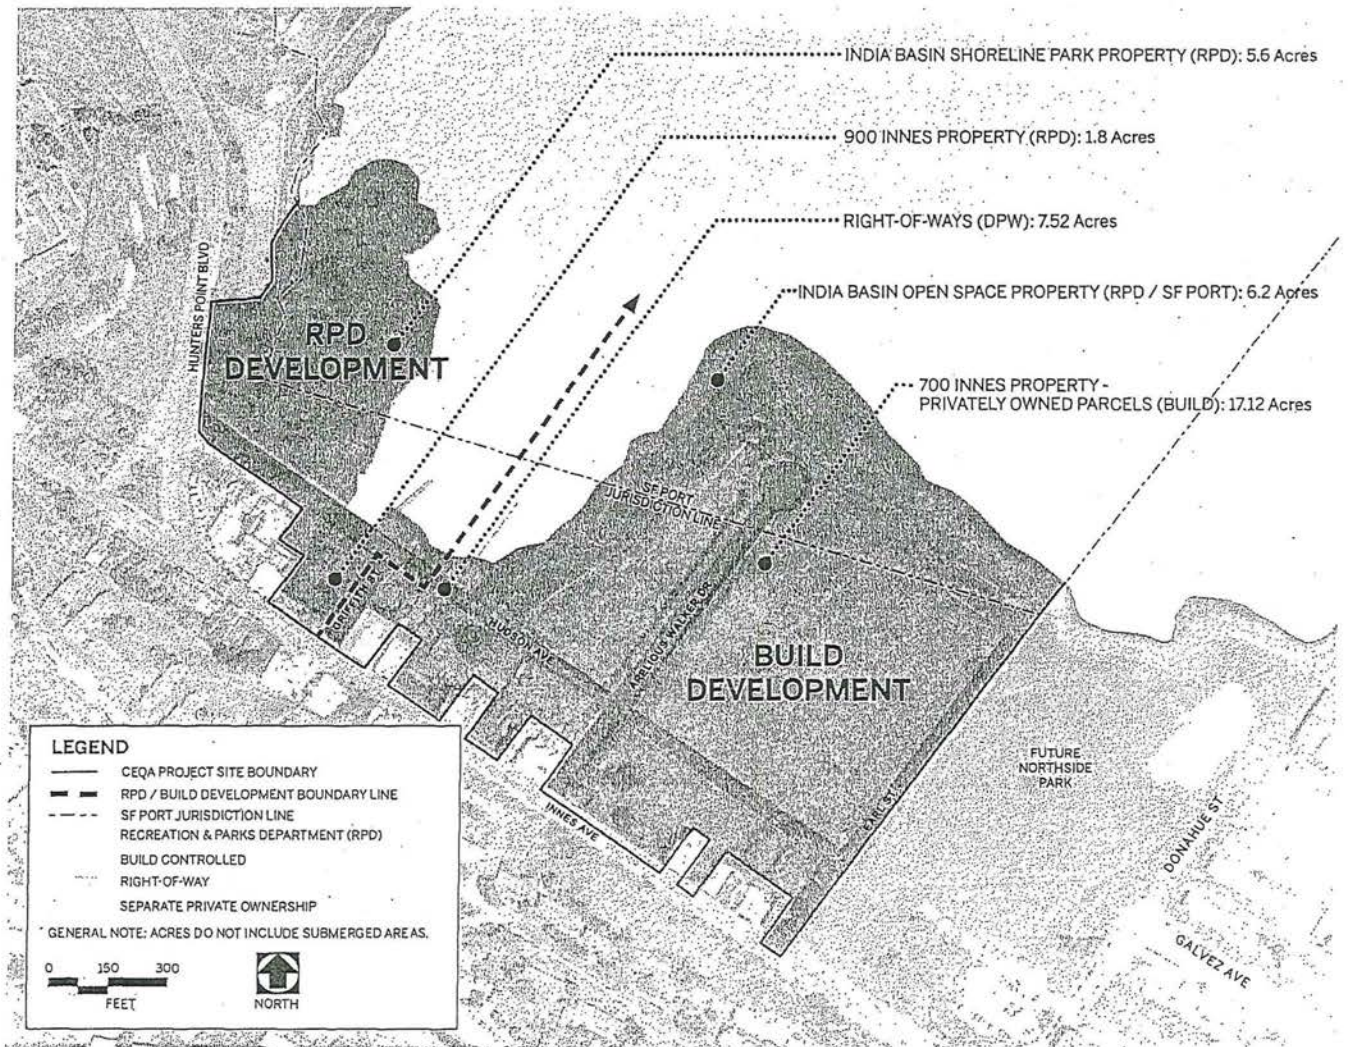 INDIA BASIN SHORELINE PARK PROPERTY (RPD): 5.6 Acres
900 INNES PROPERTY (RPD): 1.8 Acres
RIGHT-OF-WAYS (DPW): 7.52 Acres
INDIA BASIN OPEN SPACE PROPERTY (RPD / SF PORT): 6.2 Acres
700 INNES PROPERTY -
PRIVATELY OWNED PARCELS (BUILD): 17.12 Acres
HUNTERS POINT BLVD
RPD
DEVELOPMENT
SF PORT
JURISDICTION LINE
GRIFFITH ST
HUDSON AVE
ARELIOUS WALKER DR
BUILD
DEVELOPMENT
EARL ST
INNES AVE
FUTURE
NORTHSIDE
PARK
DONAHUE ST
GALVEZ AVE
LEGEND
CEQA PROJECT SITE BOUNDARY
RPD / BUILD DEVELOPMENT BOUNDARY LINE
SF PORT JURISDICTION LINE
RECREATION & PARKS DEPARTMENT (RPD)
BUILD CONTROLLED
RIGHT-OF-WAY
SEPARATE PRIVATE OWNERSHIP
* GENERAL NOTE: ACRES DO NOT INCLUDE SUBMERGED AREAS.
0 150 300
FEET
NORTH